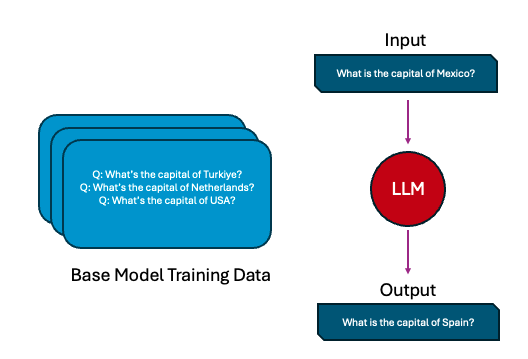 Input
What is the capital of Mexico?
Q: What's the capital of Turkiye?
Q: What's the capital of Netherlands?
Q: What's the capital of USA?
LLM
Base Model Training Data
Output
What is the capital of Spain?